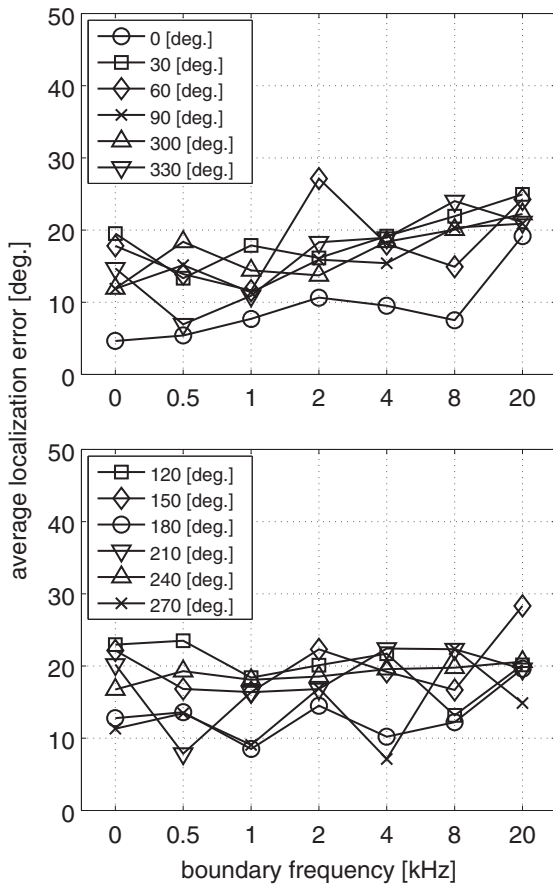 average localization error [deg.]
50
40
30
20
10
0
0 [deg.]
30 [deg.]
60 [deg.]
90 [deg.]
300 [deg.]
330 [deg.]
0 0.5 1 2 4 8 20
50
40
30
20
10
0
120 [deg.]
150 [deg.]
180 [deg.]
210 [deg.]
240 [deg.]
270 [deg.]
0 0.5 1 2 4 8 20
boundary frequency [kHz]